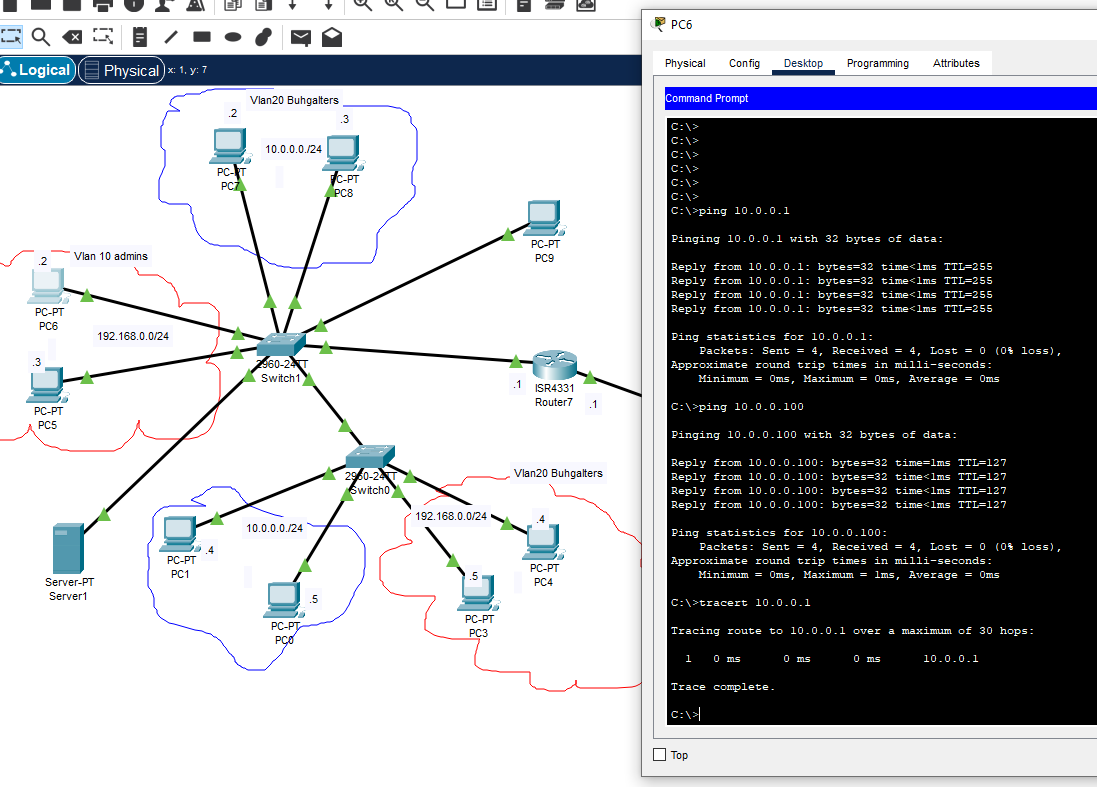 Logical
Physical
x: 1, y: 7
Vlan20 Buhgalters
.2
.3
10.0.0.0./24
PC-PT
PC7
PC-PT
PC8
PC-PT
PC9
Vlan 10 admins
.2
PC-PT
PC6
192.168.0.0/24
.3
PC-PT
PC5
2960-24TT
Switch1
.1
ISR4331
Router7
.1
2960-24TT
Switch0
Vlan20 Buhgalters
192.168.0.0/24
.4
PC-PT
PC4
.5
PC-PT
PC3
10.0.0.0./24
.4
PC-PT
PC1
.5
PC-PT
PC0
Server-PT
Server1
PC6
Physical
Config
Desktop
Programming
Attributes
Command Prompt
C:\>
C:\>
C:\>
C:\>
C:\>
C:\>
C:\>ping 10.0.0.1
Pinging 10.0.0.1 with 32 bytes of data:
Reply from 10.0.0.1: bytes=32 time<1ms TTL=255
Reply from 10.0.0.1: bytes=32 time<1ms TTL=255
Reply from 10.0.0.1: bytes=32 time<1ms TTL=255
Reply from 10.0.0.1: bytes=32 time<1ms TTL=255
Ping statistics for 10.0.0.1:
Packets: Sent = 4, Received = 4, Lost = 0 (0% loss),
Approximate round trip times in milli-seconds:
Minimum = 0ms, Maximum = 0ms, Average = 0ms
C:\>ping 10.0.0.100
Pinging 10.0.0.100 with 32 bytes of data:
Reply from 10.0.0.100: bytes=32 time=1ms TTL=127
Reply from 10.0.0.100: bytes=32 time<1ms TTL=127
Reply from 10.0.0.100: bytes=32 time<1ms TTL=127
Reply from 10.0.0.100: bytes=32 time<1ms TTL=127
Ping statistics for 10.0.0.100:
Packets: Sent = 4, Received = 4, Lost = 0 (0% loss),
Approximate round trip times in milli-seconds:
Minimum = 0ms, Maximum = 1ms, Average = 0ms
C:\>tracert 10.0.0.1
Tracing route to 10.0.0.1 over a maximum of 30 hops:
1 0 ms 0 ms 0 ms 10.0.0.1
Trace complete.
C:\>
Top